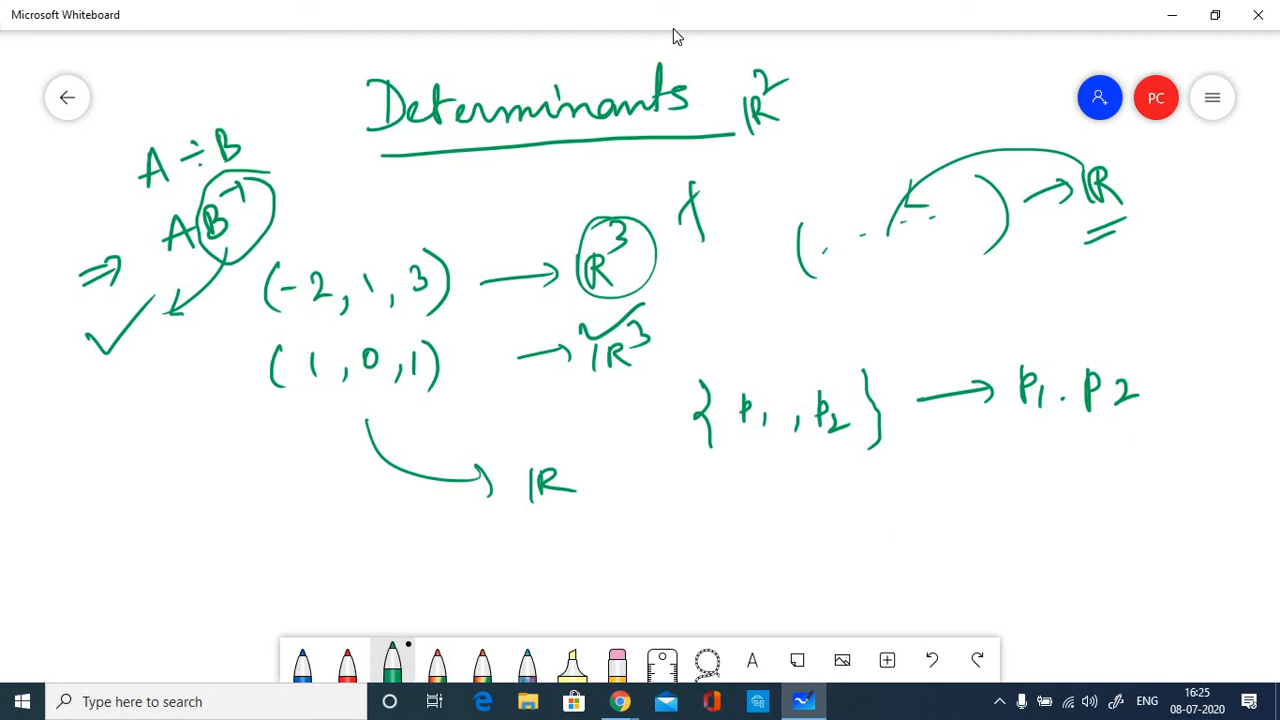 Microsoft Whiteboard
Determinants ℝ²
PC
A ÷ B
AB⁻¹
⇒
(-2, 1, 3) → ℝ³
(1, 0, 1) → ℝ³
→ ℝ
( . . . ) → ℝ
{ p₁ , p₂ } → p₁ . p₂
A
Type here to search
ENG
16:25
08-07-2020